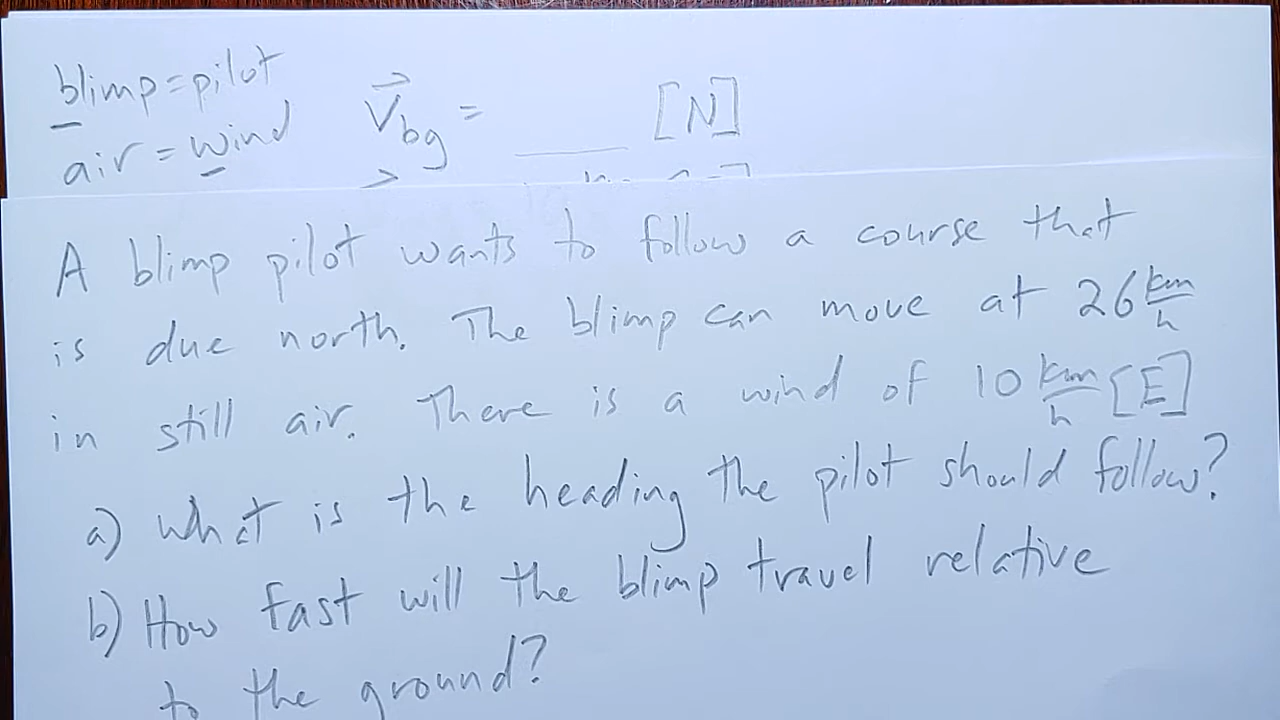 blimp = pilot
air = wind
V⃗bg = ____ [N]
A blimp pilot wants to follow a course that
is due north. The blimp can move at 26 km/h
in still air. There is a wind of 10 km/h [E]
a) What is the heading the pilot should follow?
b) How fast will the blimp travel relative
to the ground?